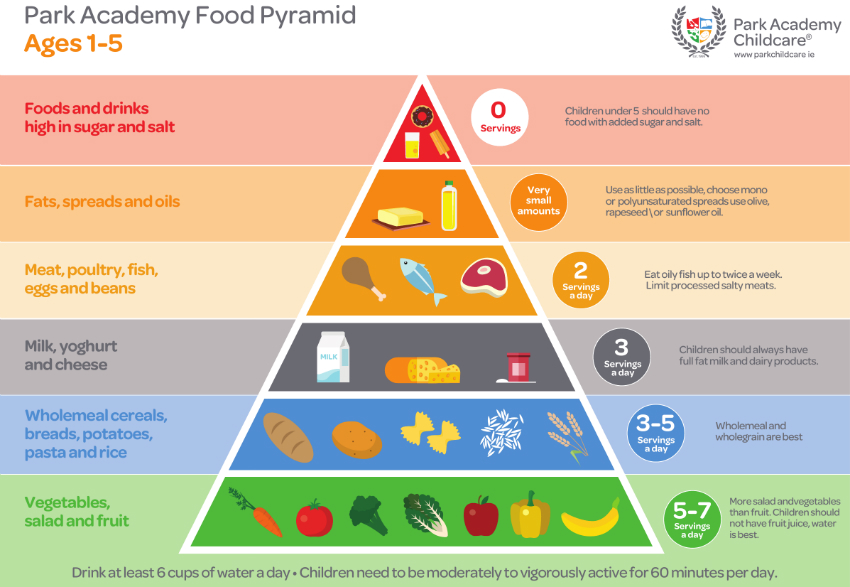 Park Academy Food Pyramid
Ages 1-5
Park Academy
Childcare®
www.parkchildcare.ie
Foods and drinks
high in sugar and salt
0
Servings
Children under 5 should have no
food with added sugar and salt.
Fats, spreads and oils
Very
small
amounts
Use as little as possible, choose mono
or polyunsaturated spreads use olive,
rapeseed \ or sunflower oil.
Meat, poultry, fish,
eggs and beans
2
Servings
a day
Eat oily fish up to twice a week.
Limit processed salty meats.
Milk, yoghurt
and cheese
MILK
3
Servings
a day
Children should always have
full fat milk and dairy products.
Wholemeal cereals,
breads, potatoes,
pasta and rice
3-5
Servings
a day
Wholemeal and
wholegrain are best
Vegetables,
salad and fruit
5-7
Servings
a day
More salad andvegetables
than fruit. Children should
not have fruit juice, water
is best.
Drink at least 6 cups of water a day • Children need to be moderately to vigorously active for 60 minutes per day.